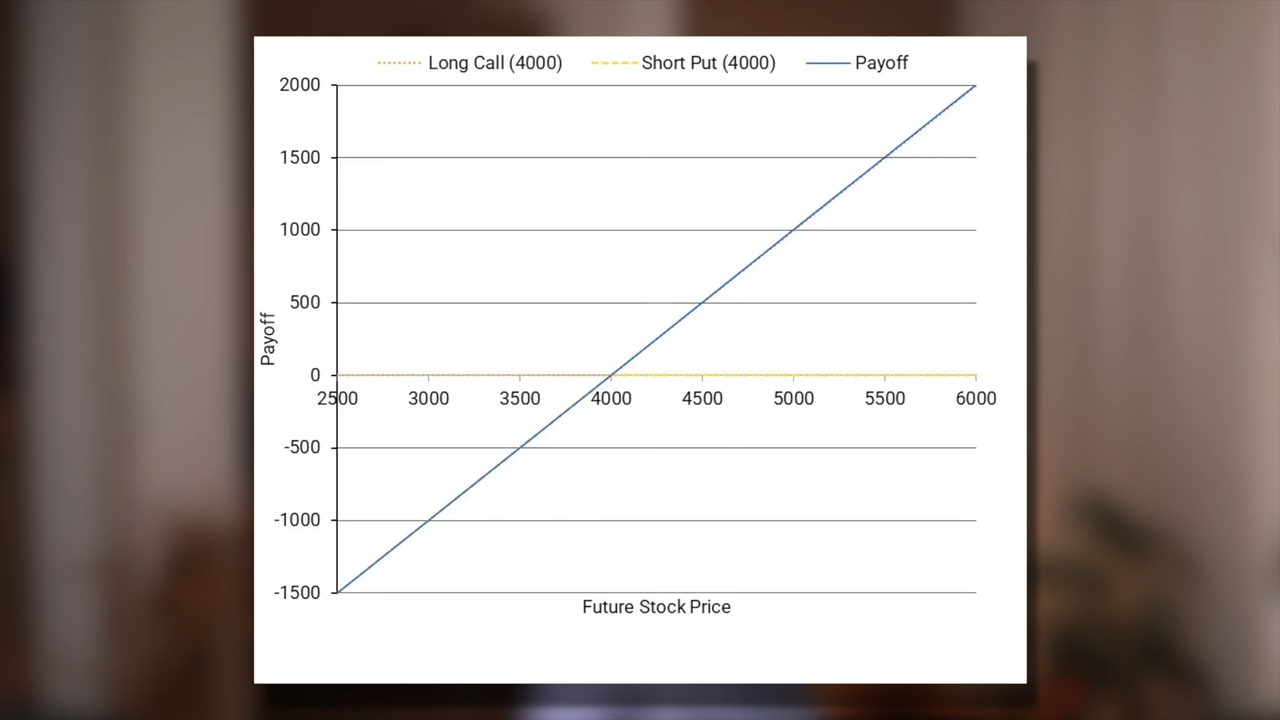 Long Call (4000) Short Put (4000) Payoff
2000
1500
1000
500
0
-500
-1000
-1500
Payoff
2500 3000 3500 4000 4500 5000 5500 6000
Future Stock Price